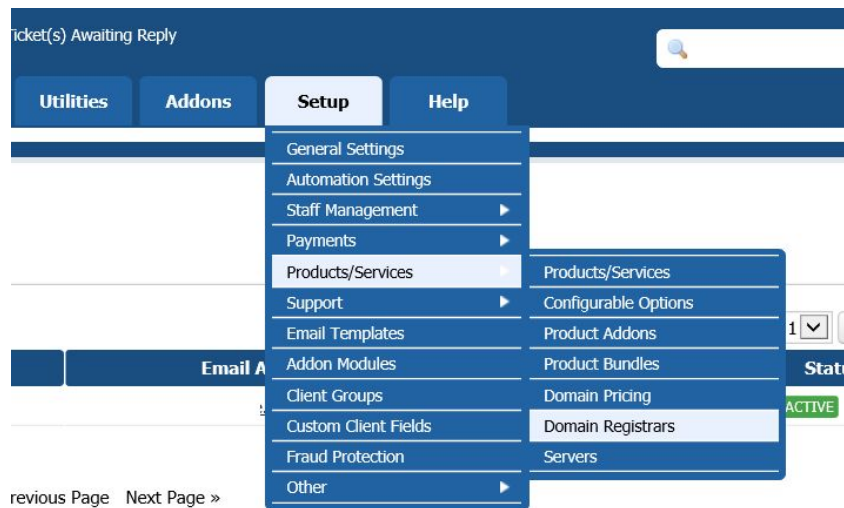 Ticket(s) Awaiting Reply
Utilities Addons Setup Help
General Settings
Automation Settings
Staff Management
Payments
Products/Services
Support
Email Templates
Addon Modules
Client Groups
Custom Client Fields
Fraud Protection
Other
Products/Services
Configurable Options
Product Addons
Product Bundles
Domain Pricing
Domain Registrars
Servers
1
Email A
Statu
ACTIVE
revious Page Next Page »